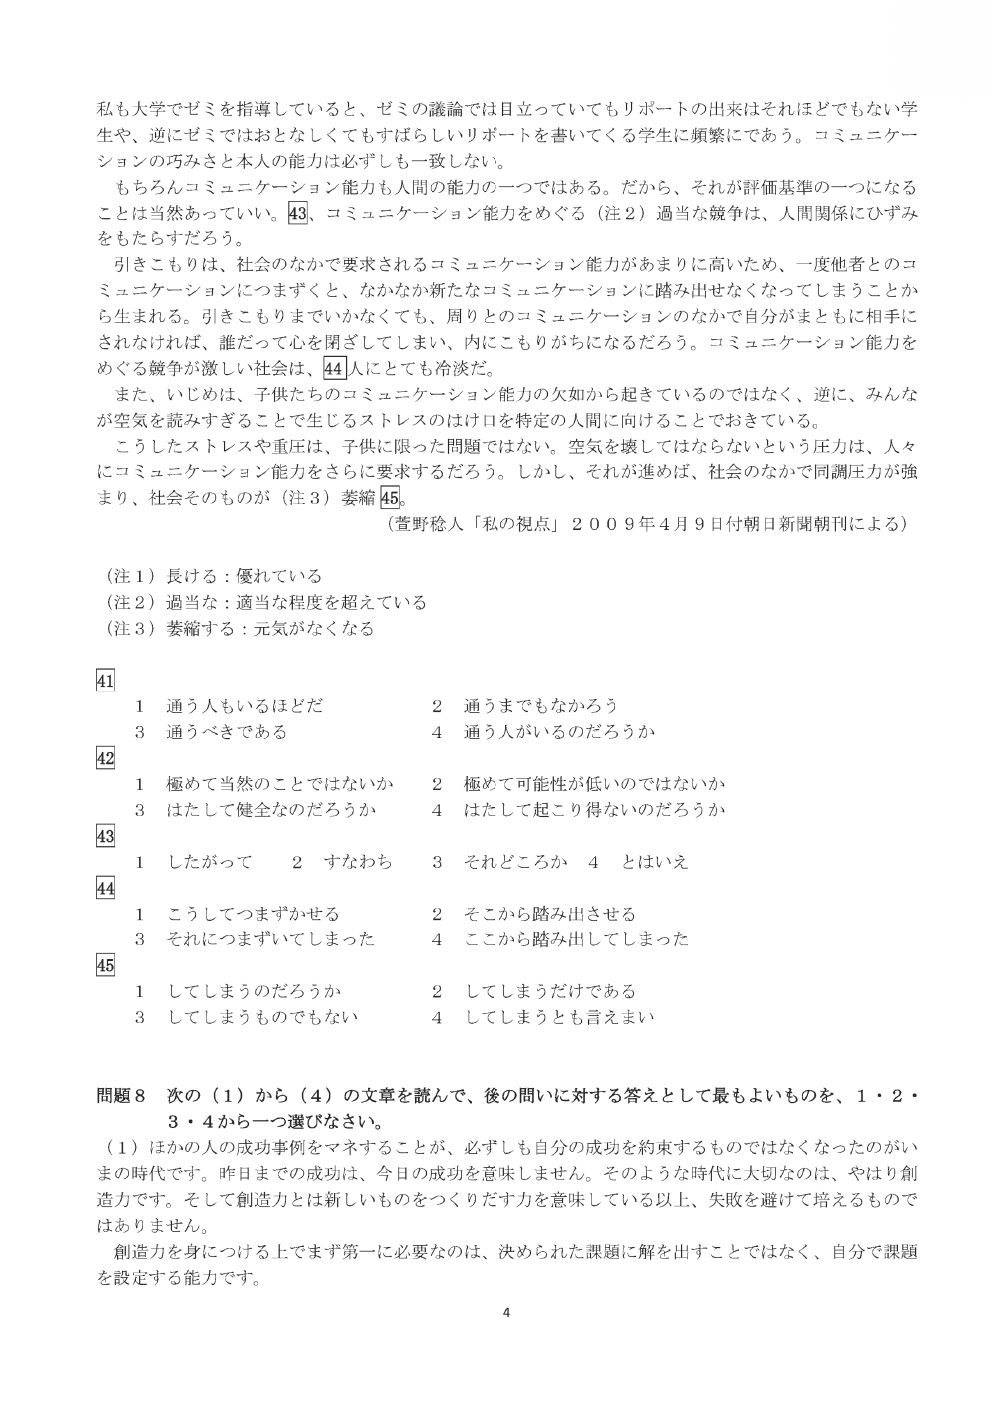 私も大学でゼミを指導していると、ゼミの議論では目立っていてもリポートの出来はそれほどでもない学
生や、逆にゼミではおとなしくてもすばらしいリポートを書いてくる学生に頻繁にであう。コミュニケー
ションの巧みさと本人の能力は必ずしも一致しない。
もちろんコミュニケーション能力も人間の能力の一つではある。だから、それが評価基準の一つになる
ことは当然あっていい。43、コミュニケーション能力をめぐる（注２）過当な競争は、人間関係にひずみ
をもたらすだろう。
引きこもりは、社会のなかで要求されるコミュニケーション能力があまりに高いため、一度他者とのコ
ミュニケーションにつまずくと、なかなか新たなコミュニケーションに踏み出せなくなってしまうことか
ら生まれる。引きこもりまでいかなくても、周りとのコミュニケーションのなかで自分がまともに相手に
されなければ、誰だって心を閉ざしてしまい、内にこもりがちになるだろう。コミュニケーション能力を
めぐる競争が激しい社会は、44人にとても冷淡だ。
また、いじめは、子供たちのコミュニケーション能力の欠如から起きているのではなく、逆に、みんな
が空気を読みすぎることで生じるストレスのはけ口を特定の人間に向けることでおきている。
こうしたストレスや重圧は、子供に限った問題ではない。空気を壊してはならないという圧力は、人々
にコミュニケーション能力をさらに要求するだろう。しかし、それが進めば、社会のなかで同調圧力が強
まり、社会そのものが（注３）萎縮45。
（萱野稔人「私の視点」２００９年４月９日付朝日新聞朝刊による）
（注１）長ける：優れている
（注２）過当な：適当な程度を超えている
（注３）萎縮する：元気がなくなる
41
1 通う人もいるほどだ 2 通うまでもなかろう
3 通うべきである 4 通う人がいるのだろうか
42
1 極めて当然のことではないか 2 極めて可能性が低いのではないか
3 はたして健全なのだろうか 4 はたして起こり得ないのだろうか
43
1 したがって 2 すなわち 3 それどころか 4 とはいえ
44
1 こうしてつまずかせる 2 そこから踏み出させる
3 それにつまずいてしまった 4 ここから踏み出してしまった
45
1 してしまうのだろうか 2 してしまうだけである
3 してしまうものでもない 4 してしまうとも言えまい
問題８ 次の（１）から（４）の文章を読んで、後の問いに対する答えとして最もよいものを、１・２・
３・４から一つ選びなさい。
（１）ほかの人の成功事例をマネすることが、必ずしも自分の成功を約束するものではなくなったのがい
まの時代です。昨日までの成功は、今日の成功を意味しません。そのような時代に大切なのは、やはり創
造力です。そして創造力とは新しいものをつくりだす力を意味している以上、失敗を避けて培えるもので
はありません。
創造力を身につける上でまず第一に必要なのは、決められた課題に解を出すことではなく、自分で課題
を設定する能力です。
4